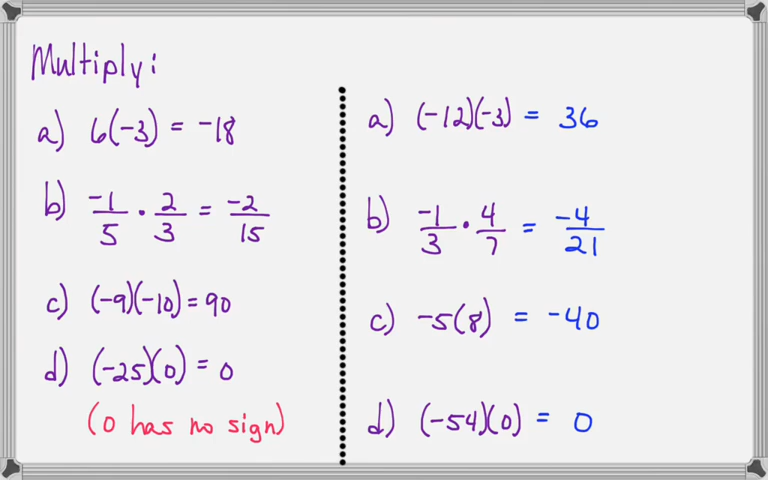 Multiply:
a) 6(-3) = -18
b) -1/5 · 2/3 = -2/15
c) (-9)(-10) = 90
d) (-25)(0) = 0
(0 has no sign)
a) (-12)(-3) = 36
b) -1/3 · 4/7 = -4/21
c) -5(8) = -40
d) (-54)(0) = 0